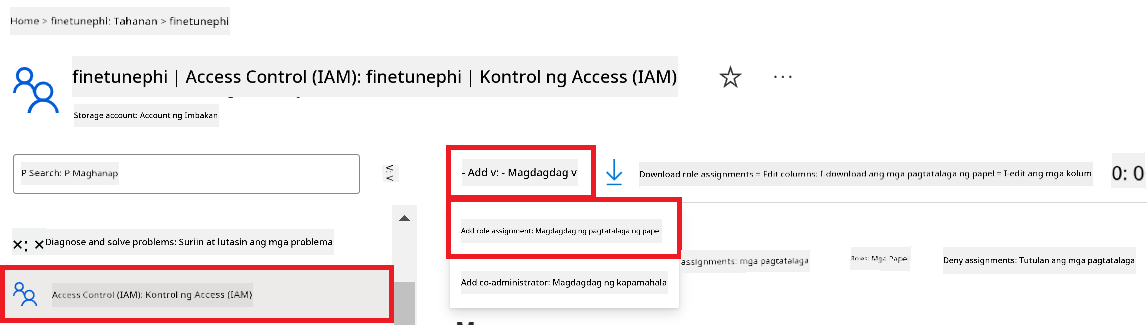 Home > finetunephi: Tahanan > finetunephi
finetunephi | Access Control (IAM): finetunephi | Kontrol ng Access (IAM)
Storage account: Account ng Imbakan
P Search: P Maghanap
- Add v: - Magdagdag v
Download role assignments = Edit columns: I-download ang mga pagtatalaga ng papel = I-edit ang mga kolum
0: 0
Add role assignment: Magdagdag ng pagtatalaga ng pape
×: ×Diagnose and solve problems: Suriin at lutasin ang mga problema
assignments: mga pagtatalaga
Roles: Mga Pape
Deny assignments: Tutulan ang mga pagtatalaga
Add co-administrator: Magdagdag ng kapamahala
Access Control (IAM): Kontrol ng Access (IAM)